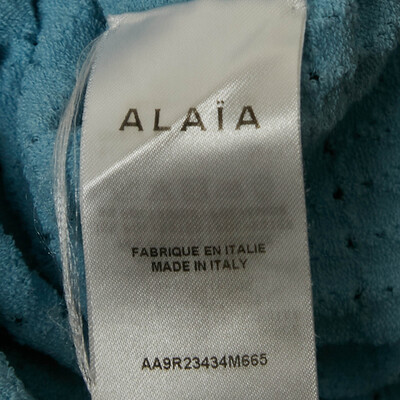 ALAÏA
FABRIQUE EN ITALIE
MADE IN ITALY
AA9R23434M665